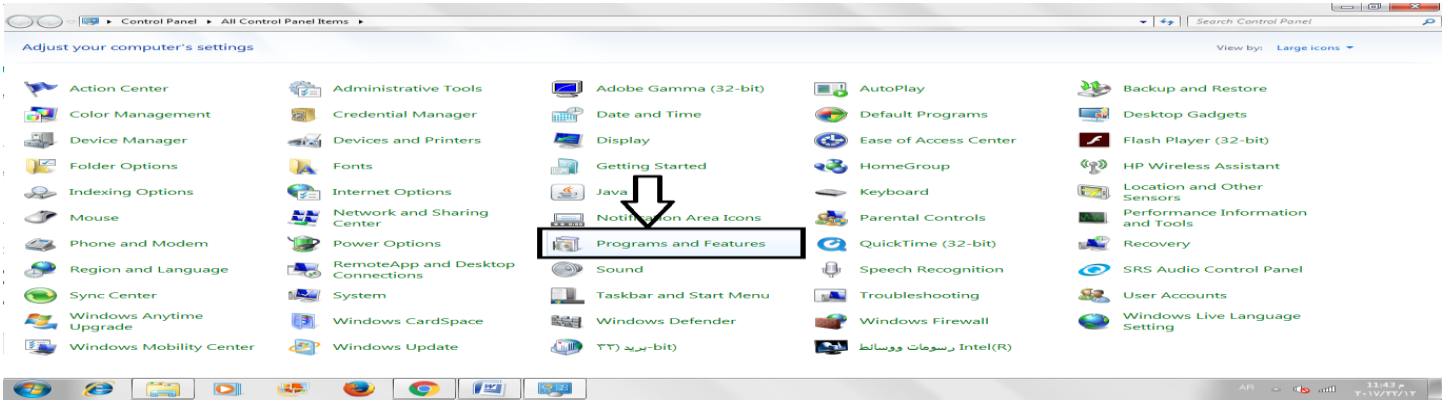 Control Panel ▸ All Control Panel Items ▸
Search Control Panel
Adjust your computer's settings
View by: Large icons
Action Center
Administrative Tools
Adobe Gamma (32-bit)
AutoPlay
Backup and Restore
Color Management
Credential Manager
Date and Time
Default Programs
Desktop Gadgets
Device Manager
Devices and Printers
Display
Ease of Access Center
Flash Player (32-bit)
Folder Options
Fonts
Getting Started
HomeGroup
HP Wireless Assistant
Indexing Options
Internet Options
Java
Keyboard
Location and Other
Sensors
Mouse
Network and Sharing
Center
Notification Area Icons
Parental Controls
Performance Information
and Tools
Phone and Modem
Power Options
Programs and Features
QuickTime (32-bit)
Recovery
Region and Language
RemoteApp and Desktop
Connections
Sound
Speech Recognition
SRS Audio Control Panel
Sync Center
System
Taskbar and Start Menu
Troubleshooting
User Accounts
Windows Anytime
Upgrade
Windows CardSpace
Windows Defender
Windows Firewall
Windows Live Language
Setting
Windows Mobility Center
Windows Update
بريد (٣٢-bit)
رسومات ووسائط Intel(R)
AR
11:43 م